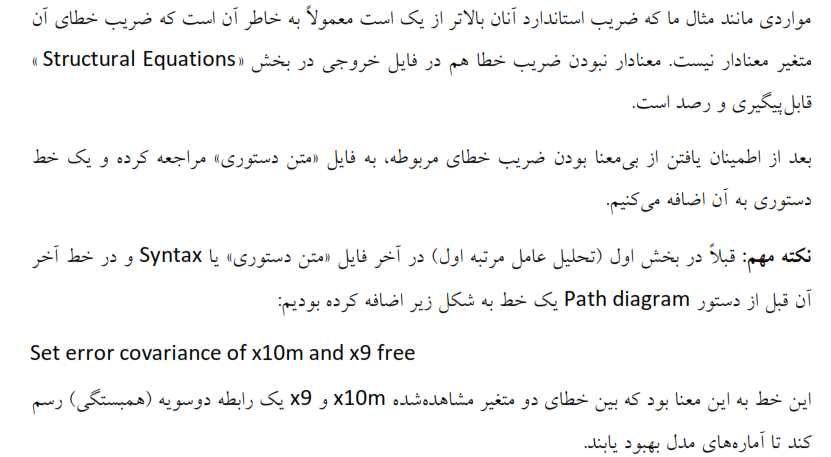 مواردی مانند مثال ما که ضریب استاندارد آنان بالاتر از یک است معمولاً به خاطر آن است که ضریب خطای آن
متغیر معنادار نیست. معنادار نبودن ضریب خطا هم در فایل خروجی در بخش «Structural Equations»
قابل‌پیگیری و رصد است.
بعد از اطمینان یافتن از بی‌معنا بودن ضریب خطای مربوطه، به فایل «متن دستوری» مراجعه کرده و یک خط
دستوری به آن اضافه می‌کنیم.
نکته مهم: قبلاً در بخش اول (تحلیل عامل مرتبه اول) در آخر فایل «متن دستوری» یا Syntax و در خط آخر
آن قبل از دستور Path diagram یک خط به شکل زیر اضافه کرده بودیم:
Set error covariance of x10m and x9 free
این خط به این معنا بود که بین خطای دو متغیر مشاهده‌شده x10m و x9 یک رابطه دوسویه (همبستگی) رسم
کند تا آماره‌های مدل بهبود یابند.